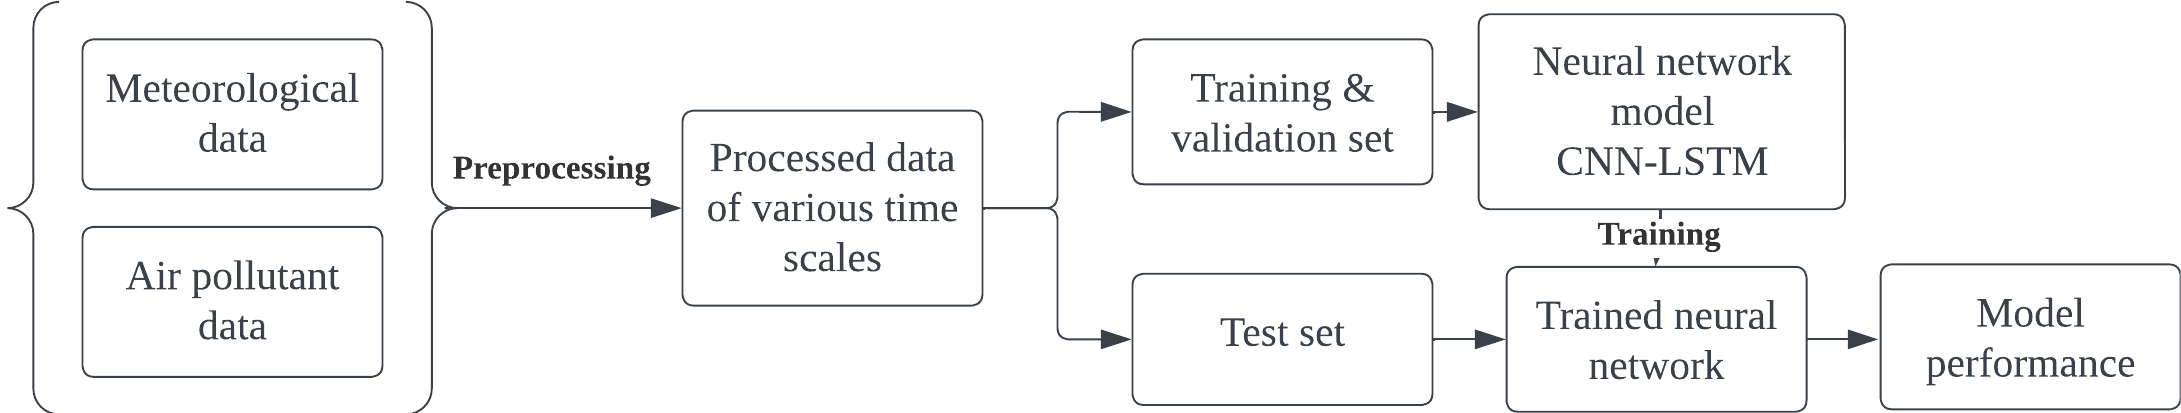 Meteorological
data
Air pollutant
data
Preprocessing
Processed data
of various time
scales
Training &
validation set
Neural network
model
CNN-LSTM
Training
Test set
Trained neural
network
Model
performance